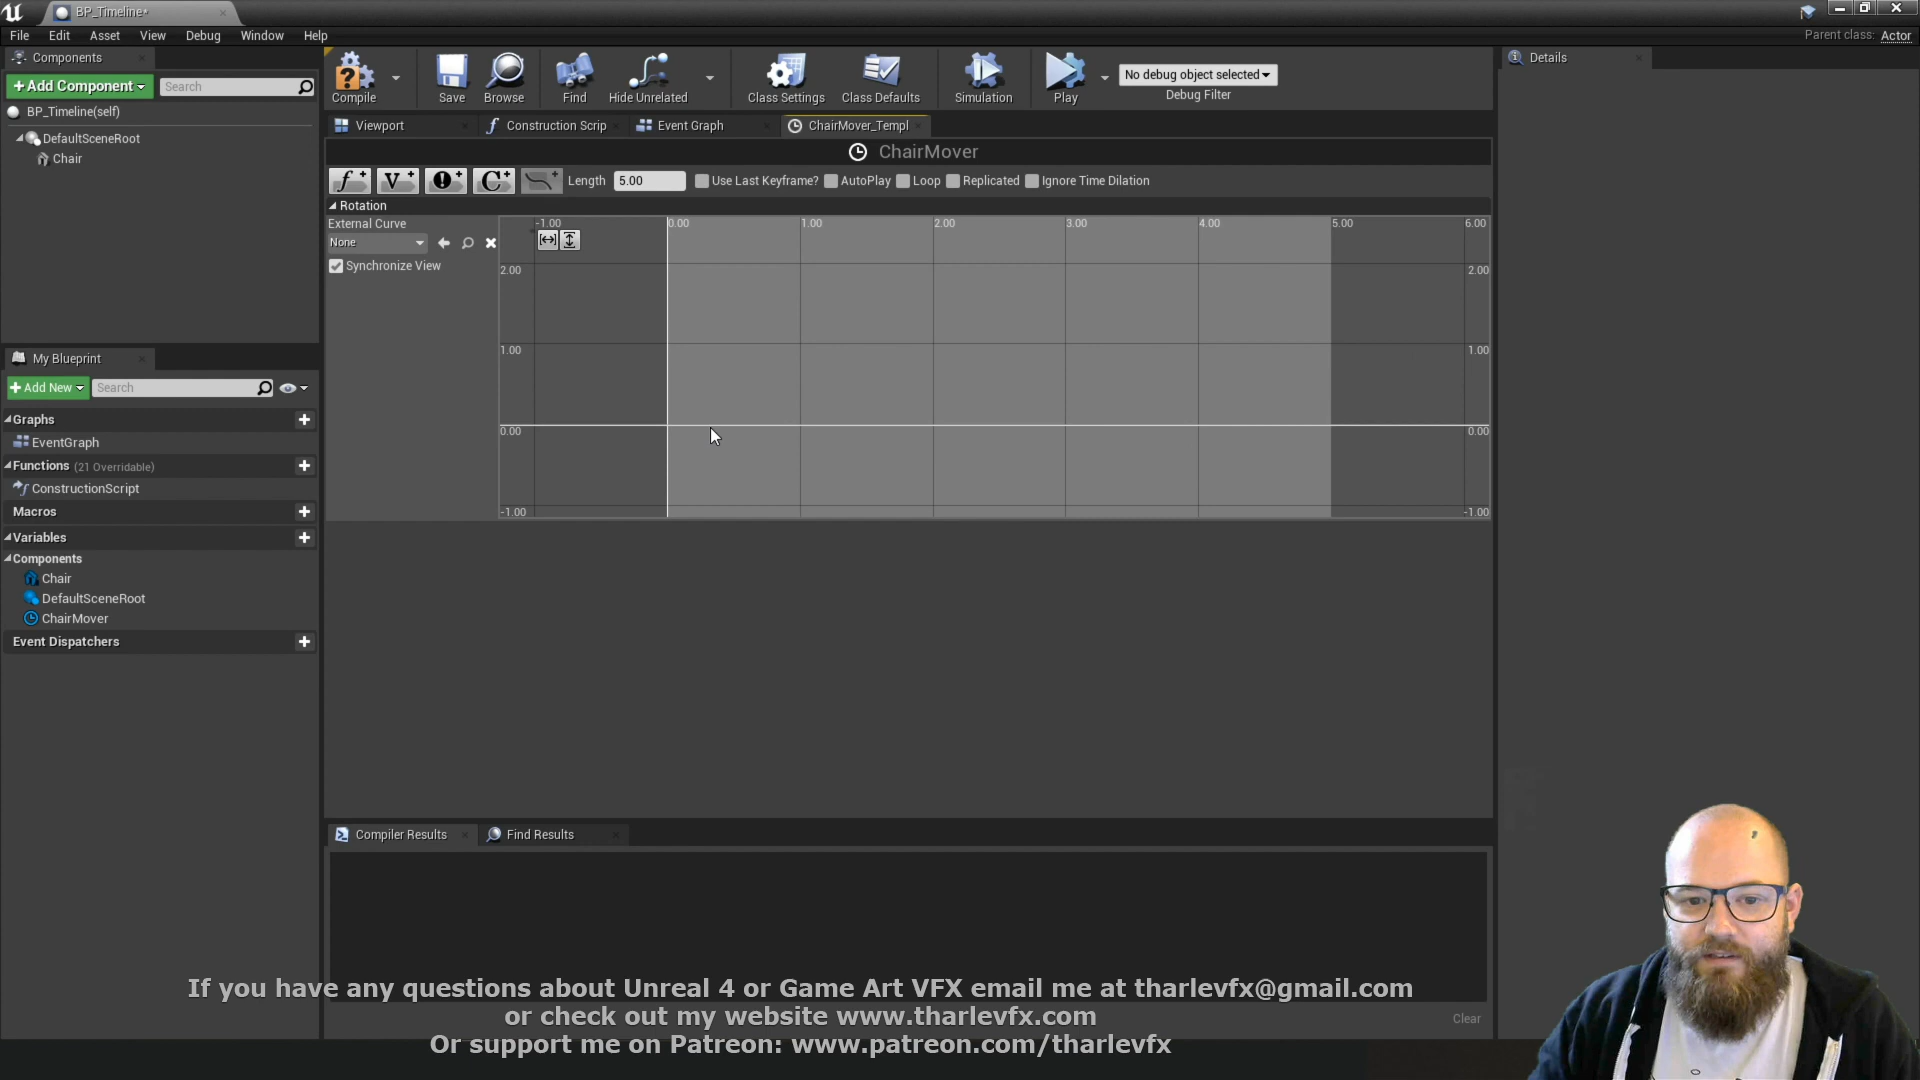 BP_Timeline*
File Edit Asset View Debug Window Help
Parent class: Actor
Components
+Add Component
Search
BP_Timeline(self)
DefaultSceneRoot
Chair
Compile
Save
Browse
Find
Hide Unrelated
Class Settings
Class Defaults
Simulation
Play
No debug object selected
Debug Filter
Details
Viewport
Construction Scrip
Event Graph
ChairMover_Templ
ChairMover
f+ V+ !+ C+
Length 5.00 Use Last Keyframe? AutoPlay Loop Replicated Ignore Time Dilation
Rotation
External Curve
None
Synchronize View
-1.00 0.00 1.00 2.00 3.00 4.00 5.00 6.00
2.00 2.00
1.00 1.00
0.00 0.00
-1.00 -1.00
My Blueprint
+Add New
Search
Graphs
EventGraph
Functions (21 Overridable)
ConstructionScript
Macros
Variables
Components
Chair
DefaultSceneRoot
ChairMover
Event Dispatchers
Compiler Results
Find Results
Clear
If you have any questions about Unreal 4 or Game Art VFX email me at tharlevfx@gmail.com
or check out my website www.tharlevfx.com
Or support me on Patreon: www.patreon.com/tharlevfx